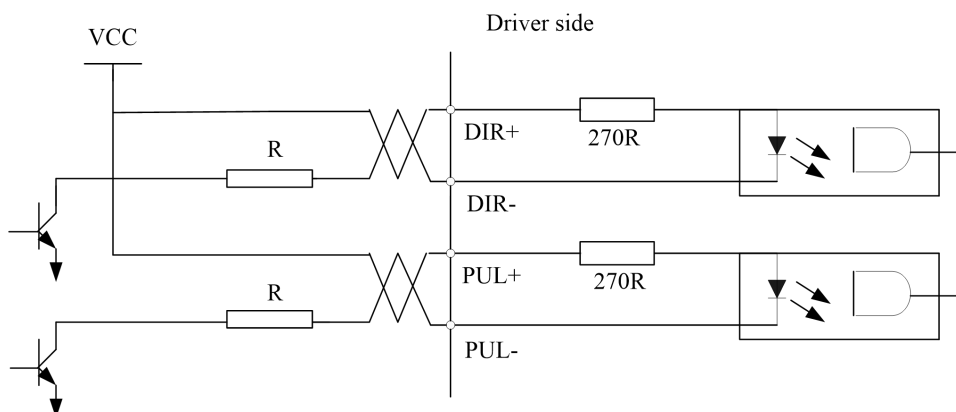 Driver side
VCC
DIR+
270R
R
DIR-
PUL+
270R
R
PUL-